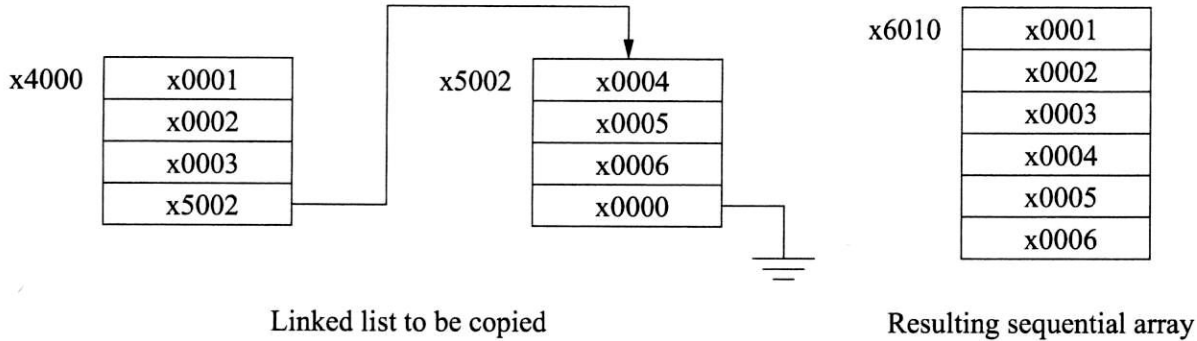 x4000
x0001
x0002
x0003
x5002
x5002
x0004
x0005
x0006
x0000
x6010
x0001
x0002
x0003
x0004
x0005
x0006
Linked list to be copied
Resulting sequential array